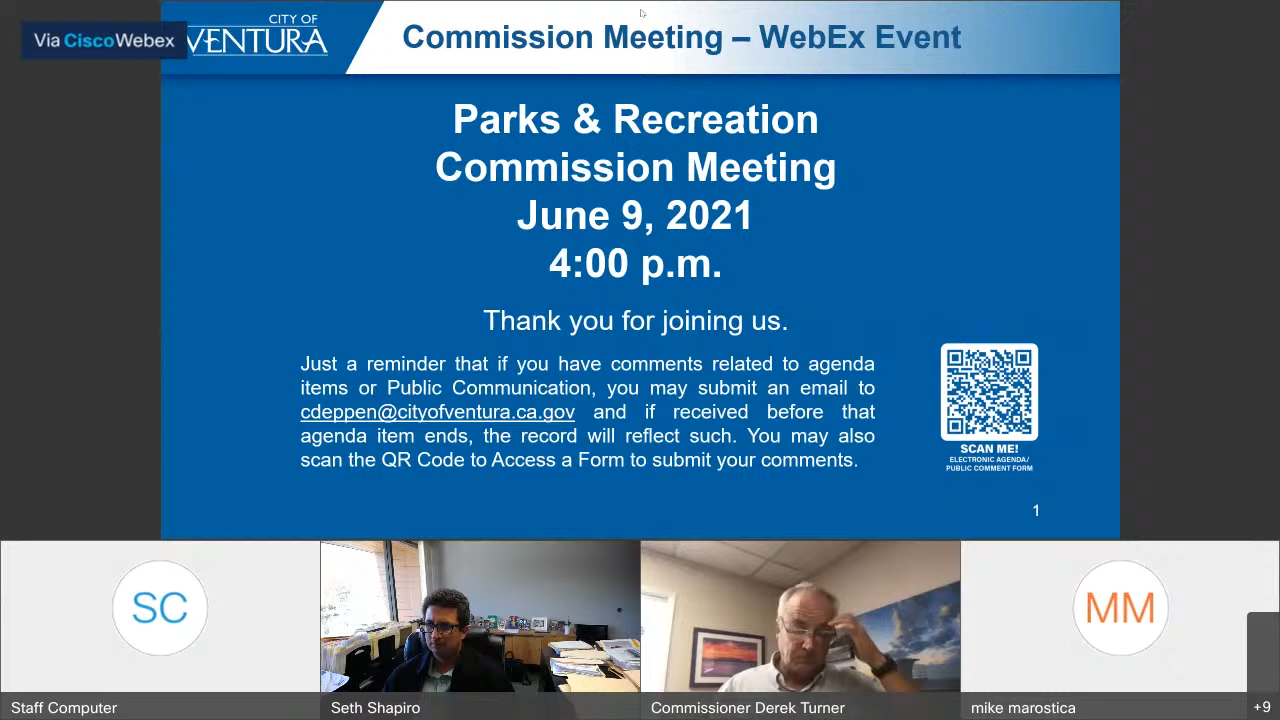 Via Cisco Webex
CITY OF
VENTURA
Commission Meeting – WebEx Event
Parks & Recreation
Commission Meeting
June 9, 2021
4:00 p.m.
Thank you for joining us.
Just a reminder that if you have comments related to agenda
items or Public Communication, you may submit an email to
cdeppen@cityofventura.ca.gov and if received before that
agenda item ends, the record will reflect such. You may also
scan the QR Code to Access a Form to submit your comments.
SCAN ME!
ELECTRONIC AGENDA/
PUBLIC COMMENT FORM
1
SC
MM
Staff Computer
Seth Shapiro
Commissioner Derek Turner
mike marostica
+9